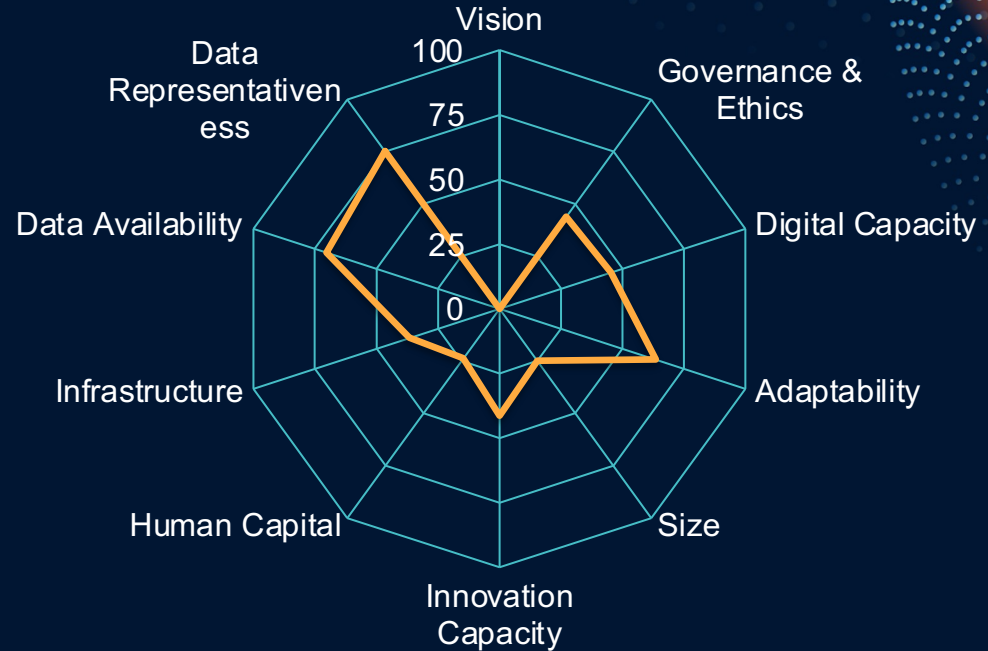 Vision
100
Data
Representativen
ess
Governance &
Ethics
75
50
Data Availability
Digital Capacity
25
0
Infrastructure
Adaptability
Human Capital
Size
Innovation
Capacity